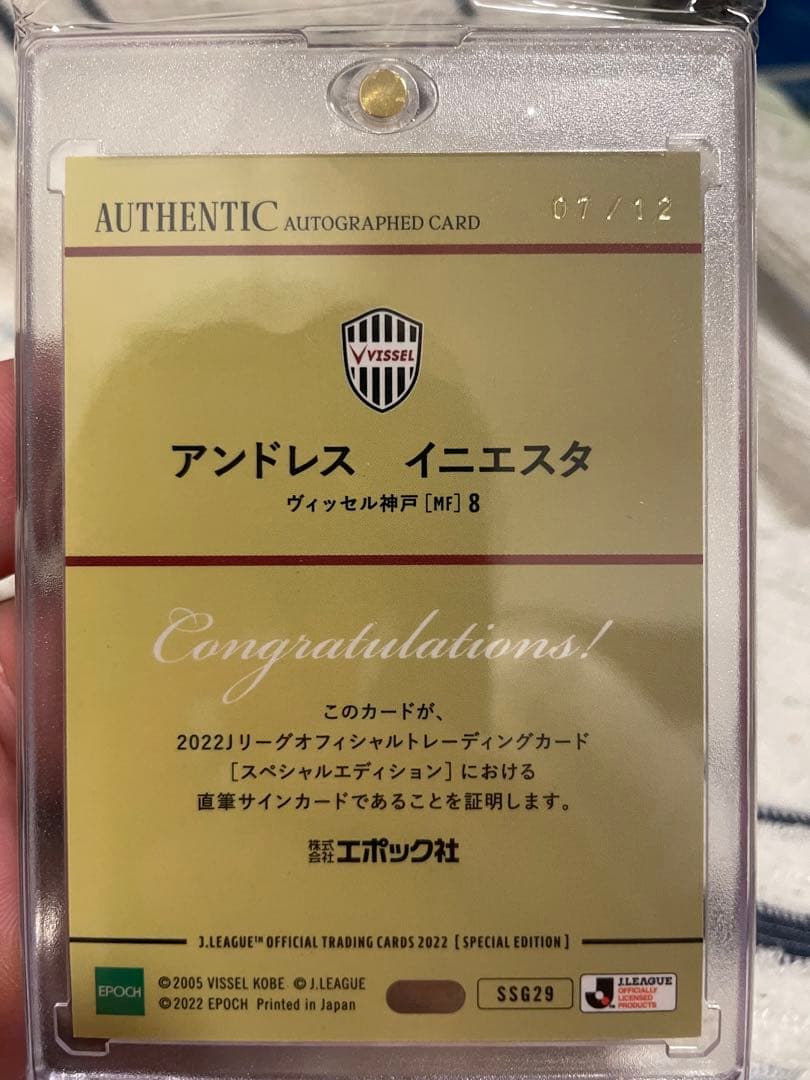 AUTHENTIC AUTOGRAPHED CARD 07/12
VISSEL
アンドレス イニエスタ
ヴィッセル神戸 [MF] 8
Congratulations!
このカードが、
2022Jリーグオフィシャルトレーディングカード
[スペシャルエディション] における
直筆サインカードであることを証明します。
株式会社エポック社
J.LEAGUE™ OFFICIAL TRADING CARDS 2022 [SPECIAL EDITION]
EPOCH
©2005 VISSEL KOBE ©J.LEAGUE
©2022 EPOCH Printed in Japan
SSG29
J.LEAGUE
OFFICIALLY
LICENSED
PRODUCTS